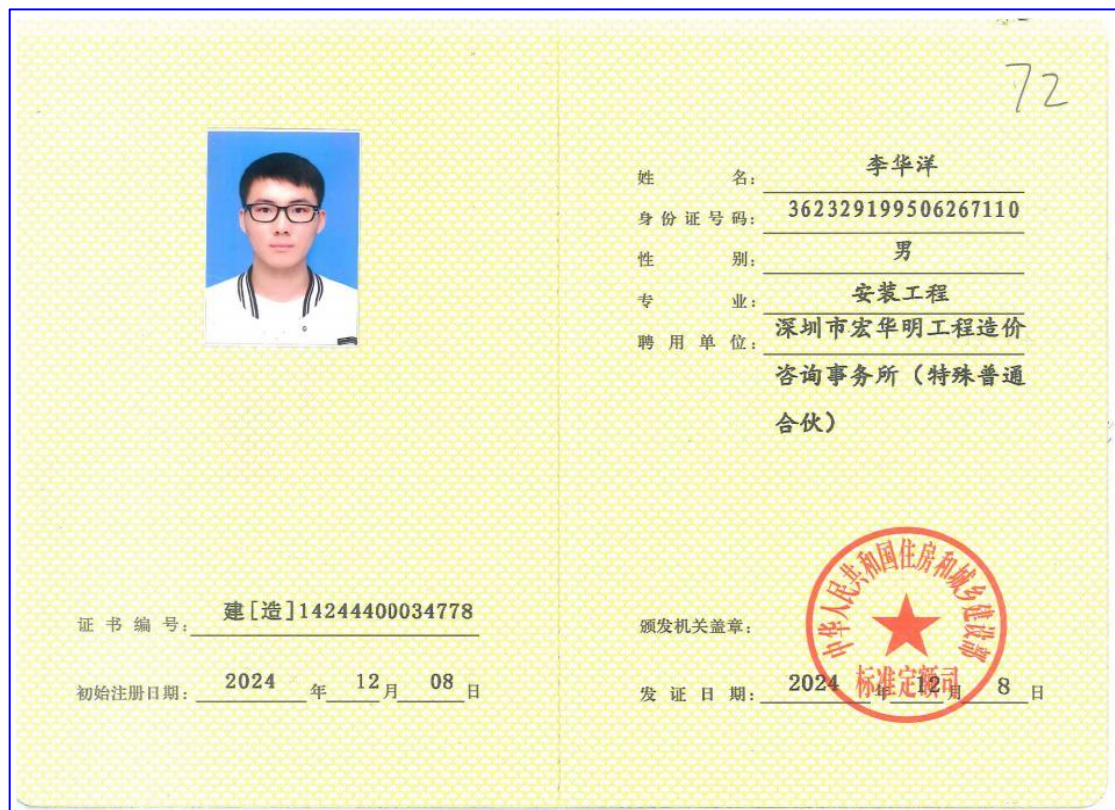 72
姓 名: 李华洋
身份证号码: 362329199506267110
性 别: 男
专 业: 安装工程
聘用单位: 深圳市宏华明工程造价
咨询事务所（特殊普通
合伙）
证书编号: 建[造]14244400034778
初始注册日期: 2024 年 12 月 08 日
颁发机关盖章:
中华人民共和国住房和城乡建设部
标准定额司
发证日期: 2024 年 12 月 8 日